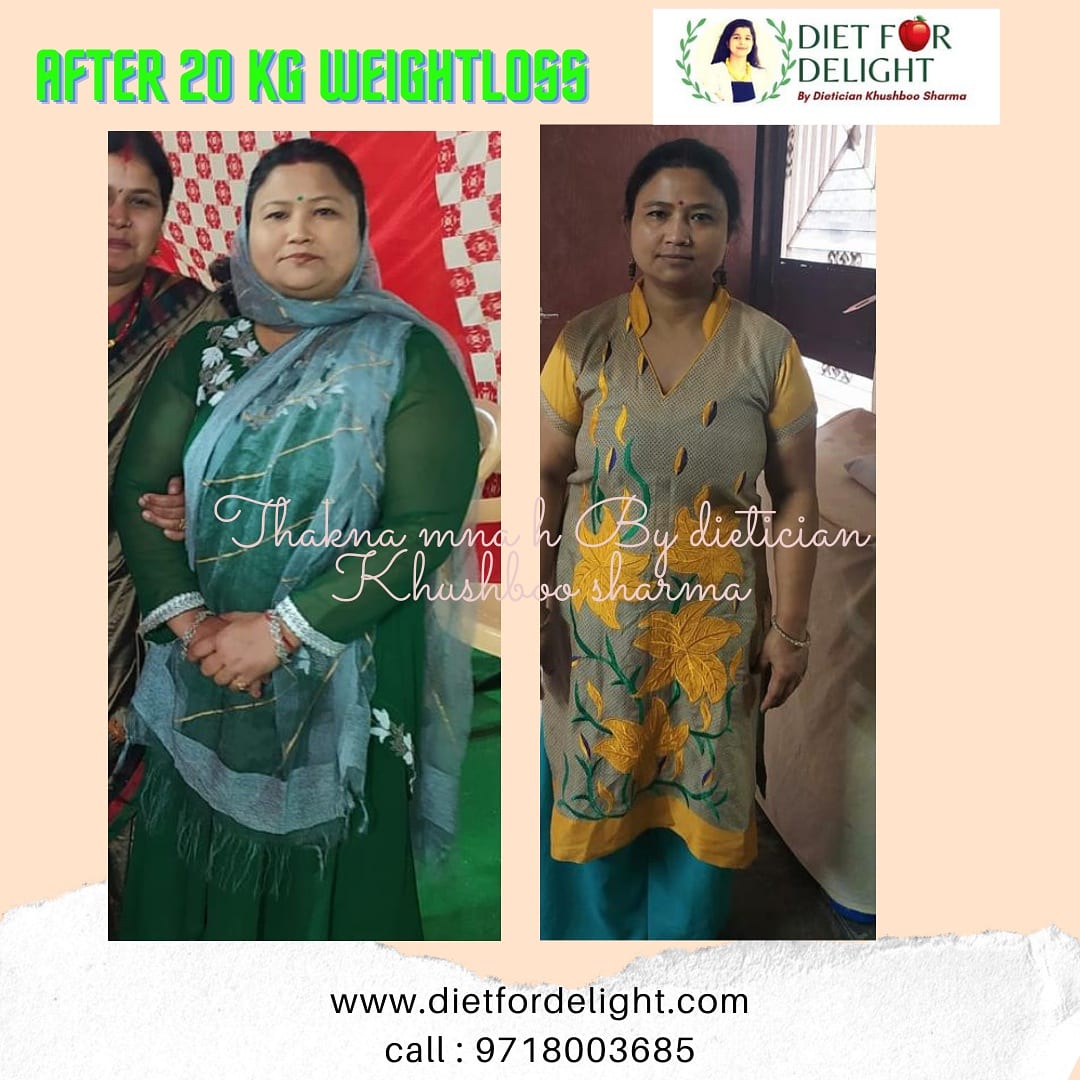 AFTER 20 KG WEIGHTLOSS
DIET FOR
DELIGHT
By Dietician Khushboo Sharma
Thakna mna h By dietician
Khushboo sharma
www.dietfordelight.com
call : 9718003685